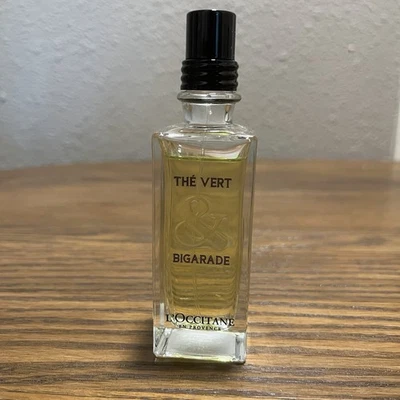 THÉ VERT
&
BIGARADE
L'OCCITANE
EN PROVENCE